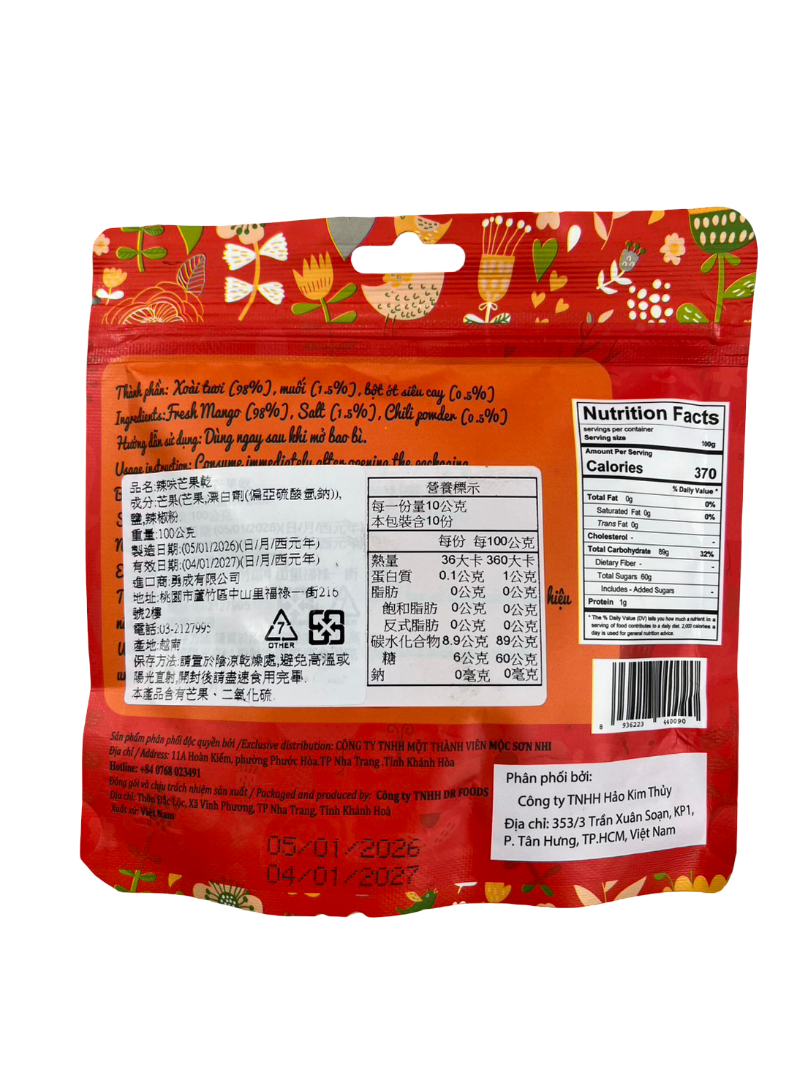 Thành phần: Xoài tươi (98%), muối (1.5%), bột ớt siêu cay (0.5%)
Ingredients: Fresh Mango (98%), Salt (1.5%), Chili powder (0.5%)
Hướng dẫn sử dụng: Dùng ngay sau khi mở bao bì.
Usage instruction: Consume immediately after opening the packaging
品名:辣味芒果乾
成分:芒果(芒果,漂白劑(偏亞硫酸氫鈉)),
鹽,辣椒粉
重量:100公克
製造日期:(05/01/2026)(日/月/西元年)
有效日期:(04/01/2027)(日/月/西元年)
進口商:勇成有限公司
地址:桃園市蘆竹區中山里福祿一街216
號2樓
電話:03-2127995
產地:越南
OTHER
保存方法:請置於陰涼乾燥處,避免高溫或
陽光直射,開封後請盡速食用完畢.
本產品含有芒果、二氧化硫.
營養標示
每一份量10公克
本包裝含10份
每份 每100公克
熱量 36大卡 360大卡
蛋白質 0.1公克 1公克
脂肪 0公克 0公克
飽和脂肪 0公克 0公克
反式脂肪 0公克 0公克
碳水化合物 8.9公克 89公克
糖 6公克 60公克
鈉 0毫克 0毫克
hiệu
Nutrition Facts
servings per container
Serving size 100g
Amount Per Serving
Calories 370
% Daily Value *
Total Fat 0g 0%
Saturated Fat 0g 0%
Trans Fat 0g
Cholesterol - -
Total Carbohydrate 89g 32%
Dietary Fiber - -
Total Sugars 60g
Includes - Added Sugars -
Protein 1g
* The % Daily Value (DV) tells you how much a nutrient in a
serving of food contributes to a daily diet. 2,000 calories a
day is used for general nutrition advice.
8 936223 440090
Sản phẩm phân phối độc quyền bởi /Exclusive distribution: CÔNG TY TNHH MỘT THÀNH VIÊN MỘC SƠN NHI
Địa chỉ / Address: 11A Hoàn Kiếm, phường Phước Hòa.TP Nha Trang .Tỉnh Khánh Hòa
Hotline: +84 0768 023491
Đóng gói và chịu trách nhiệm sản xuất / Packaged and produced by: Công ty TNHH DR FOODS
Địa chỉ: Thôn Đắc Lộc, Xã Vĩnh Phương, TP Nha Trang, Tỉnh Khánh Hoà
Xuất xứ: Việt Nam
Phân phối bởi:
Công ty TNHH Hảo Kim Thủy
Địa chỉ: 353/3 Trần Xuân Soạn, KP1,
P. Tân Hưng, TP.HCM, Việt Nam
05/01/2026
04/01/2027